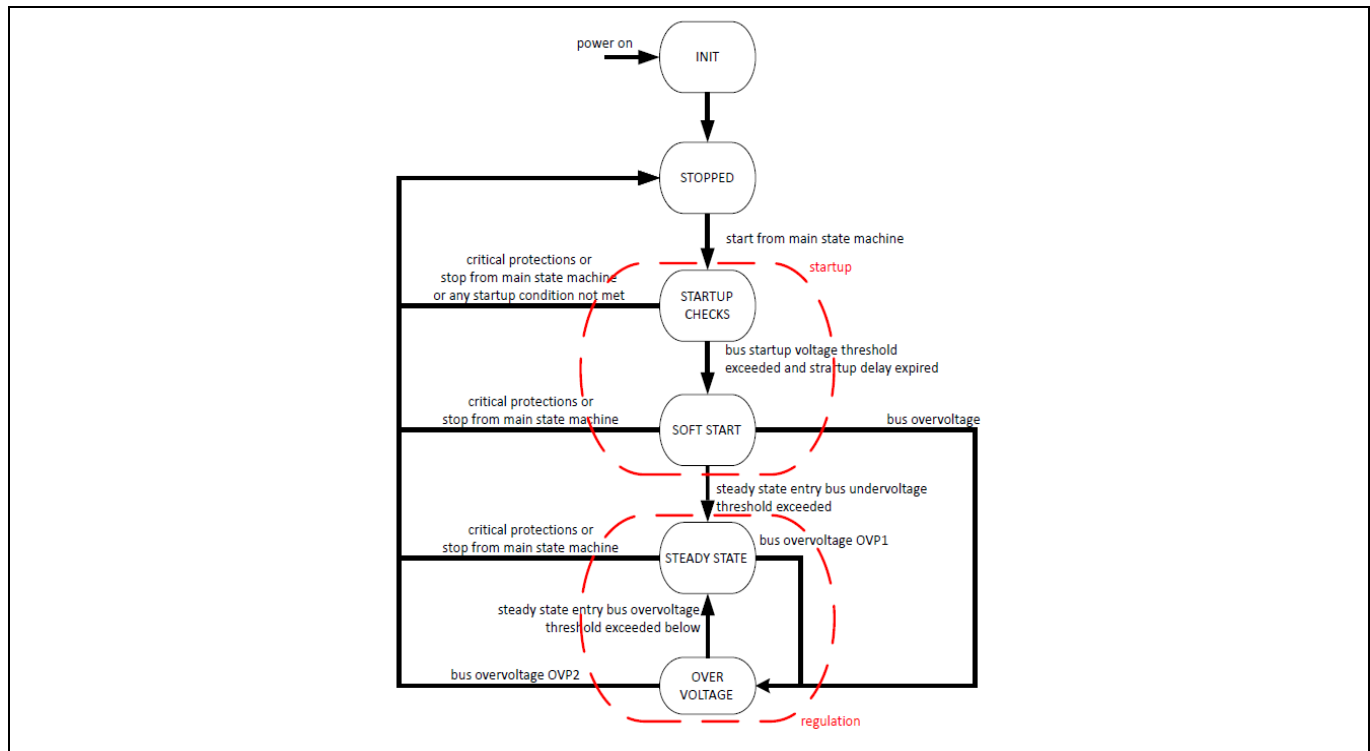 power on
INIT
STOPPED
start from main state machine
startup
critical protections or
stop from main state machine
or any startup condition not met
STARTUP
CHECKS
bus startup voltage threshold
exceeded and strartup delay expired
critical protections or
stop from main state machine
SOFT START
bus overvoltage
steady state entry bus undervoltage
threshold exceeded
critical protections or
stop from main state machine
STEADY STATE
bus overvoltage OVP1
steady state entry bus overvoltage
threshold exceeded below
bus overvoltage OVP2
OVER
VOLTAGE
regulation